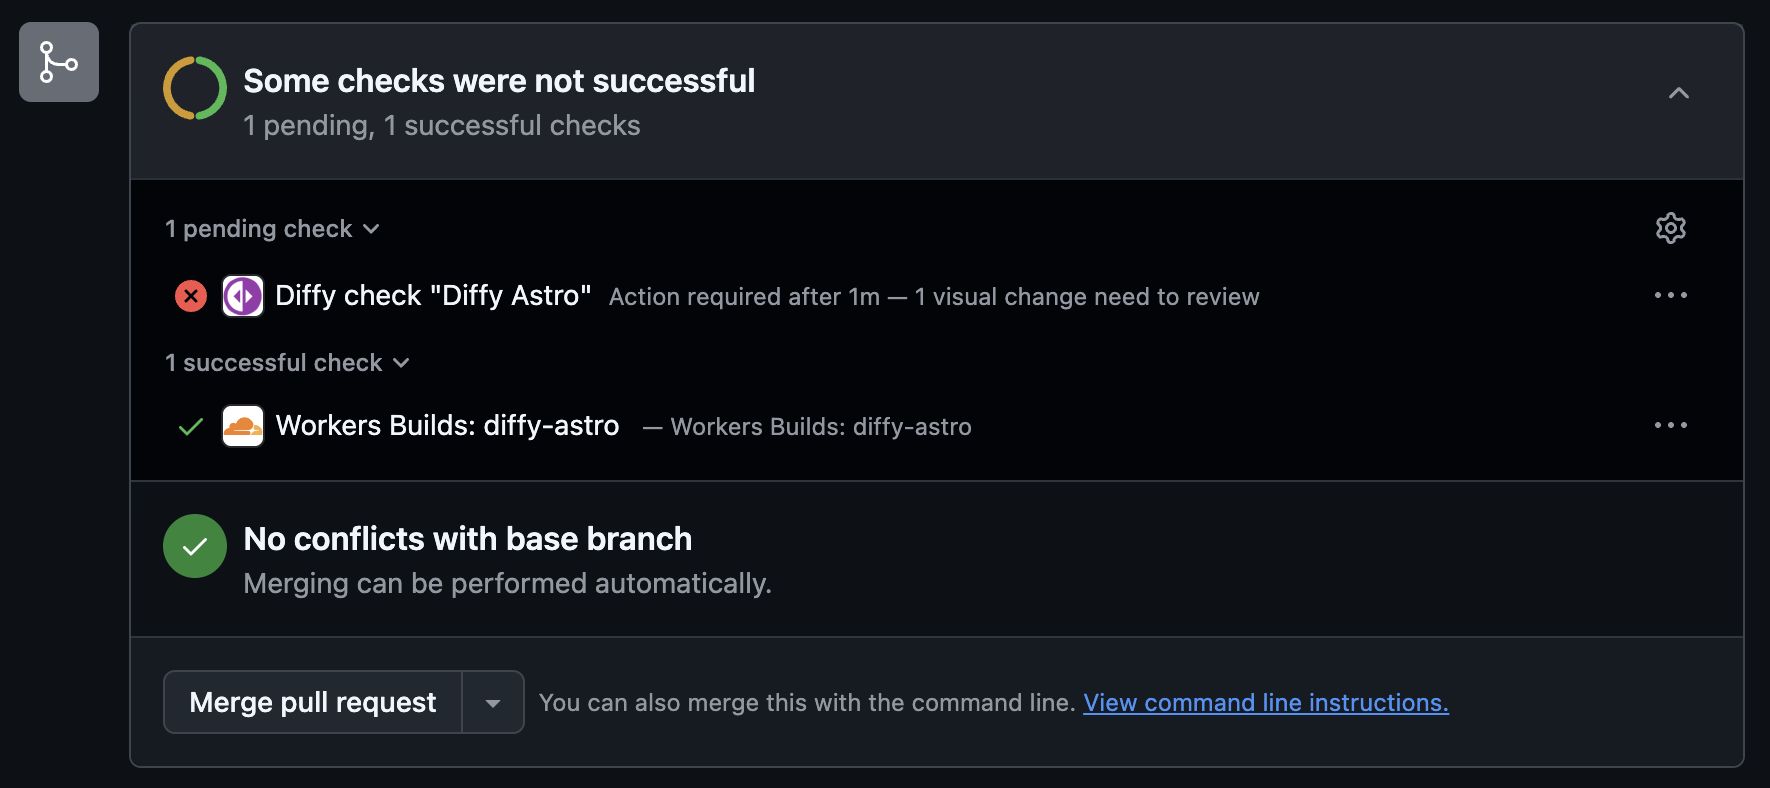 Some checks were not successful
1 pending, 1 successful checks
1 pending check
Diffy check "Diffy Astro" Action required after 1m — 1 visual change need to review
1 successful check
Workers Builds: diffy-astro — Workers Builds: diffy-astro
No conflicts with base branch
Merging can be performed automatically.
Merge pull request You can also merge this with the command line. View command line instructions.